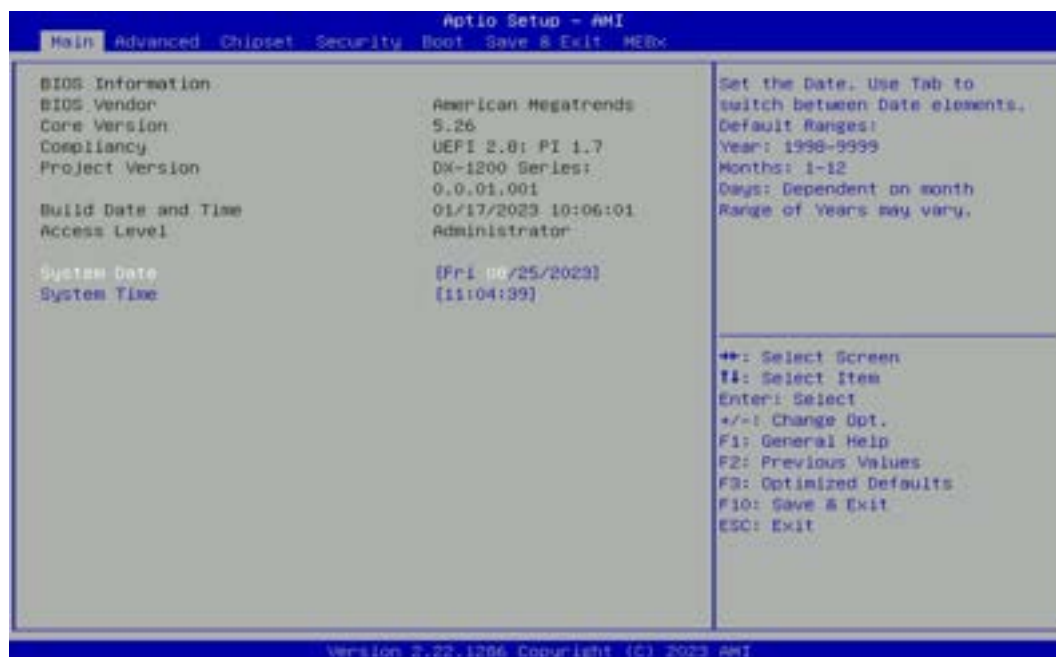 Aptio Setup - AMI
Main Advanced Chipset Security Boot Save & Exit MEBx
BIOS Information
BIOS Vendor American Megatrends
Core Version 5.26
Compliancy UEFI 2.8; PI 1.7
Project Version DX-1200 Series:
0.0.01.001
Build Date and Time 01/17/2023 10:06:01
Access Level Administrator
System Date [Fri /25/2023]
System Time [11:04:39]
Set the Date. Use Tab to
switch between Date elements.
Default Ranges:
Year: 1998-9999
Months: 1-12
Days: Dependent on month
Range of Years may vary.
→←: Select Screen
↑↓: Select Item
Enter: Select
+/-: Change Opt.
F1: General Help
F2: Previous Values
F3: Optimized Defaults
F10: Save & Exit
ESC: Exit
Version 2.22.1286 Copyright (C) 2023 AMI